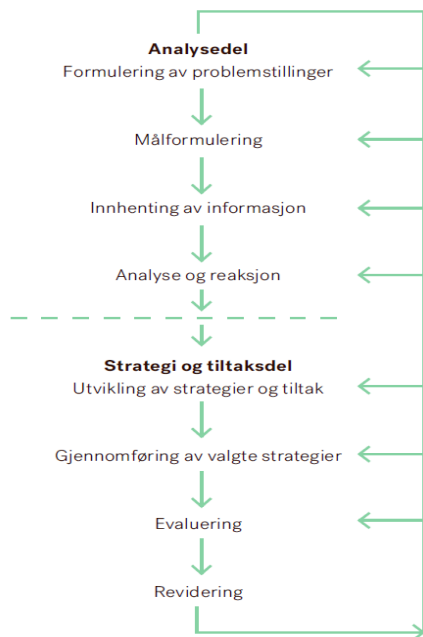 Analysedel
Formulering av problemstillinger
Målformulering
Innhenting av informasjon
Analyse og reaksjon
Strategi og tiltaksdel
Utvikling av strategier og tiltak
Gjennomføring av valgte strategier
Evaluering
Revidering